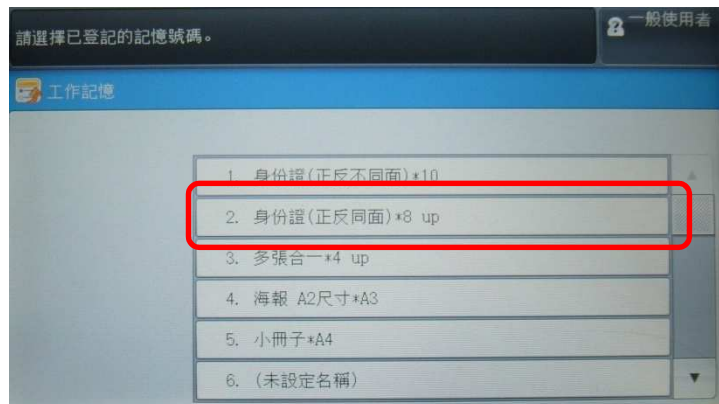 請選擇已登記的記憶號碼。
一般使用者
工作記憶
1. 身份證(正反不同面)*10
2. 身份證(正反同面)*8 up
3. 多張合一*4 up
4. 海報 A2尺寸*A3
5. 小冊子*A4
6. (未設定名稱)